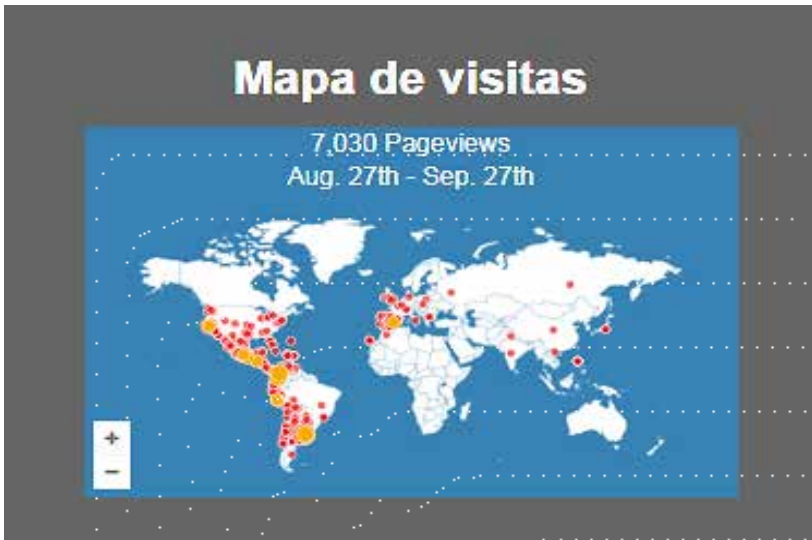 Mapa de visitas
7,030 Pageviews
Aug. 27th - Sep. 27th
+
−